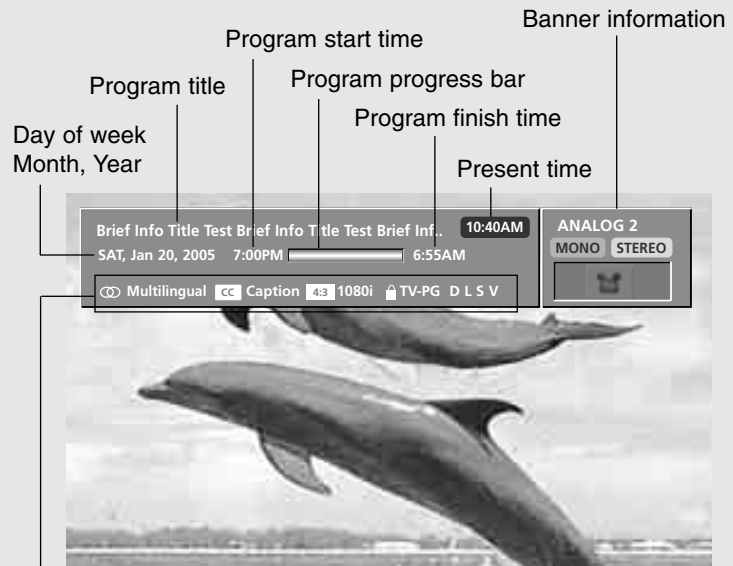 Banner information
Program start time
Program title
Program progress bar
Program finish time
Day of week
Month, Year
Present time
Brief Info Title Test Brief Info Title Test Brief Inf.. 10:40AM
ANALOG 2
SAT, Jan 20, 2005 7:00PM 6:55AM
MONO STEREO
Multilingual CC Caption 4:3 1080i TV-PG D L S V